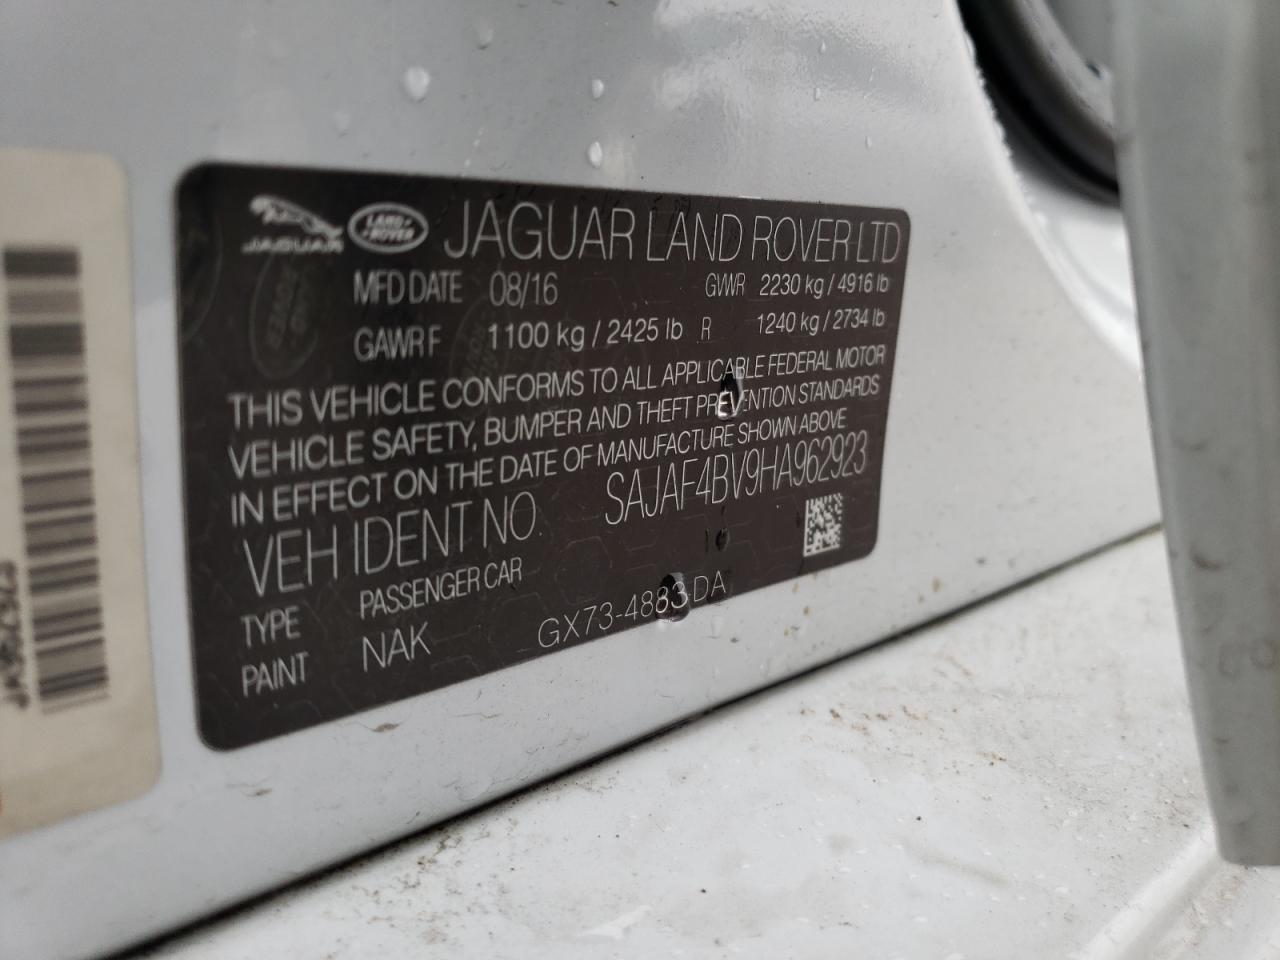 JAGUAR LAND ROVER JAGUAR LAND ROVER LTD
MFD DATE 08/16 GVWR 2230 kg / 4916 lb
GAWR F 1100 kg / 2425 lb R 1240 kg / 2734 lb
THIS VEHICLE CONFORMS TO ALL APPLICABLE FEDERAL MOTOR
VEHICLE SAFETY, BUMPER AND THEFT PREVENTION STANDARDS
IN EFFECT ON THE DATE OF MANUFACTURE SHOWN ABOVE
VEH IDENT NO. SAJAF4BV9HA962923
TYPE PASSENGER CAR
PAINT NAK GX73-4883-DA